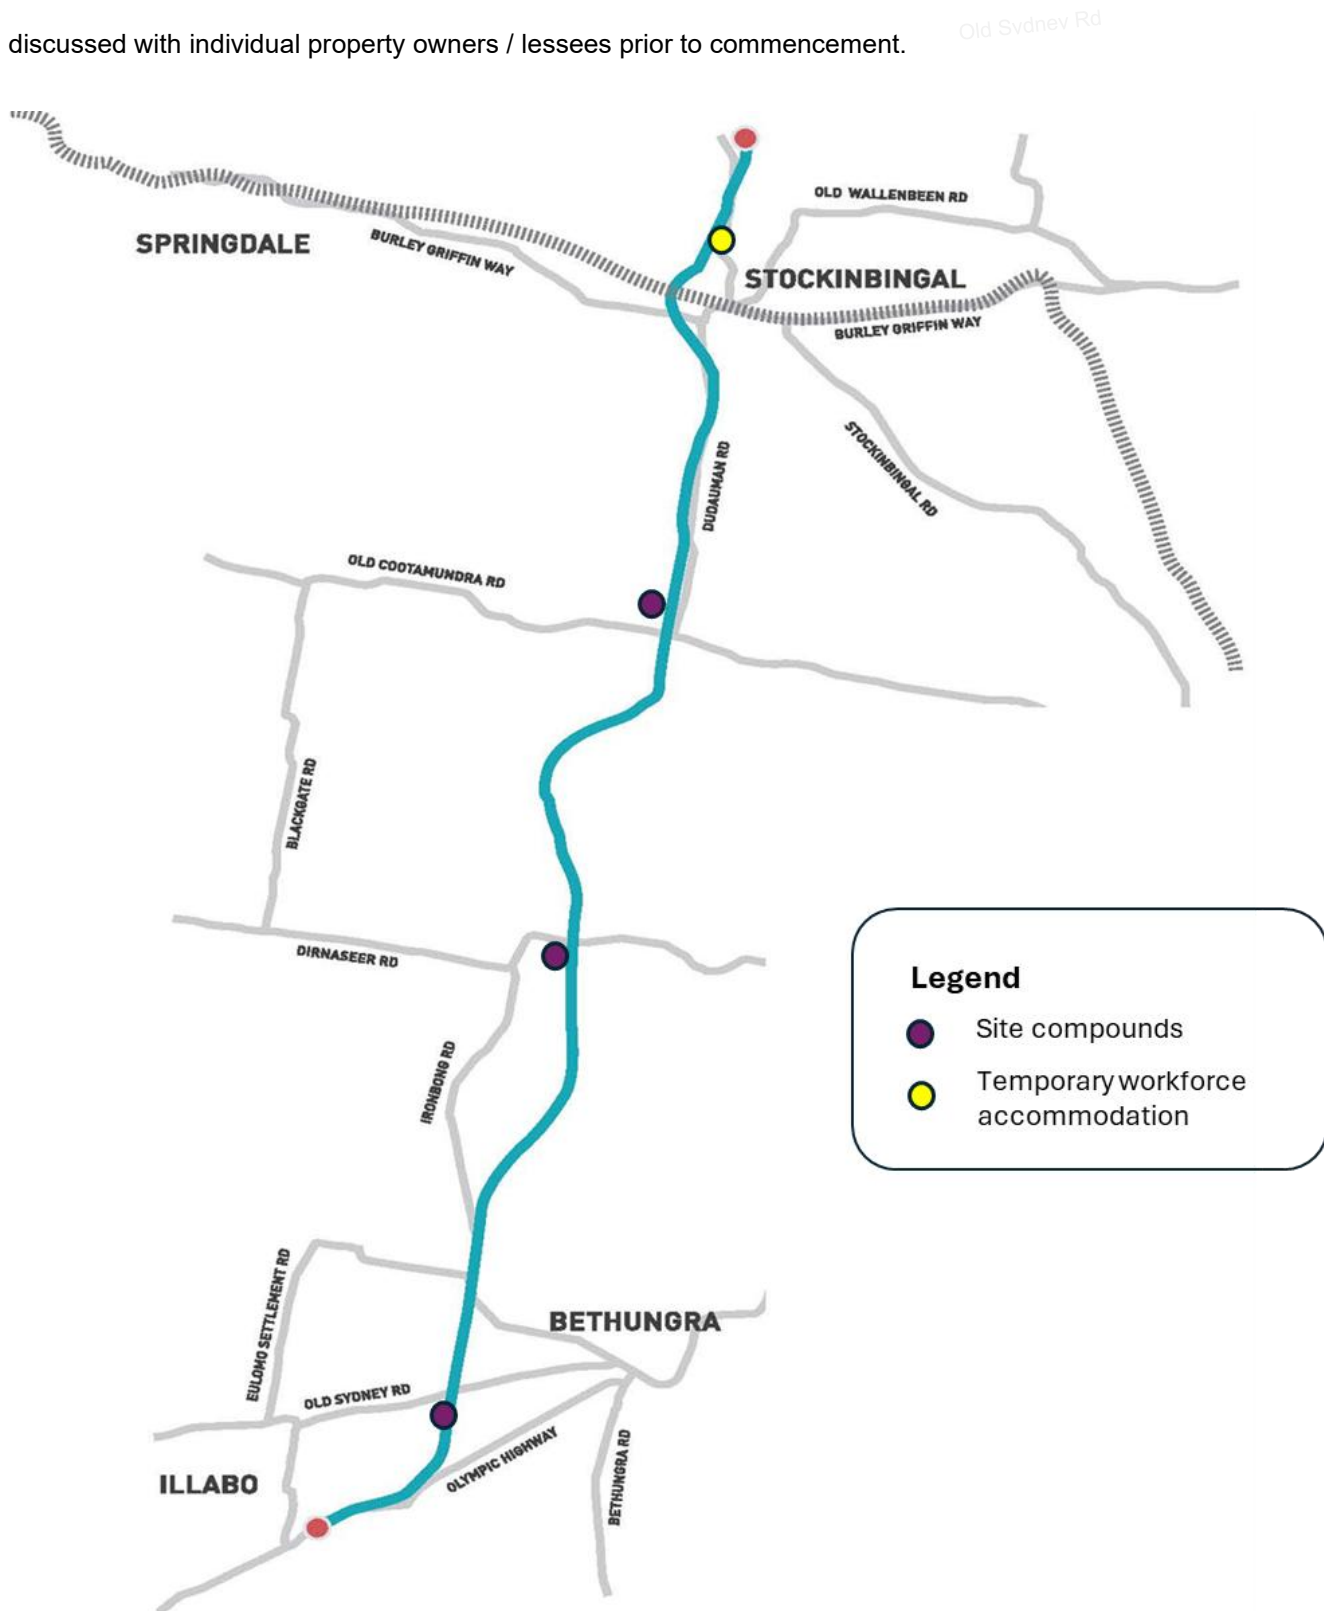 Old Sydney Rd
discussed with individual property owners / lessees prior to commencement.
OLD WALLENBEEN RD
SPRINGDALE
BURLEY GRIFFIN WAY
STOCKINBINGAL
BURLEY GRIFFIN WAY
STOCKINBINGAL RD
DUDAUMAN RD
OLD COOTAMUNDRA RD
BLACKGATE RD
DIRNASEER RD
Legend
Site compounds
Temporary workforce
accommodation
IRONBONG RD
EULOMO SETTLEMENT RD
BETHUNGRA
OLD SYDNEY RD
OLYMPIC HIGHWAY
BETHUNGRA RD
ILLABO